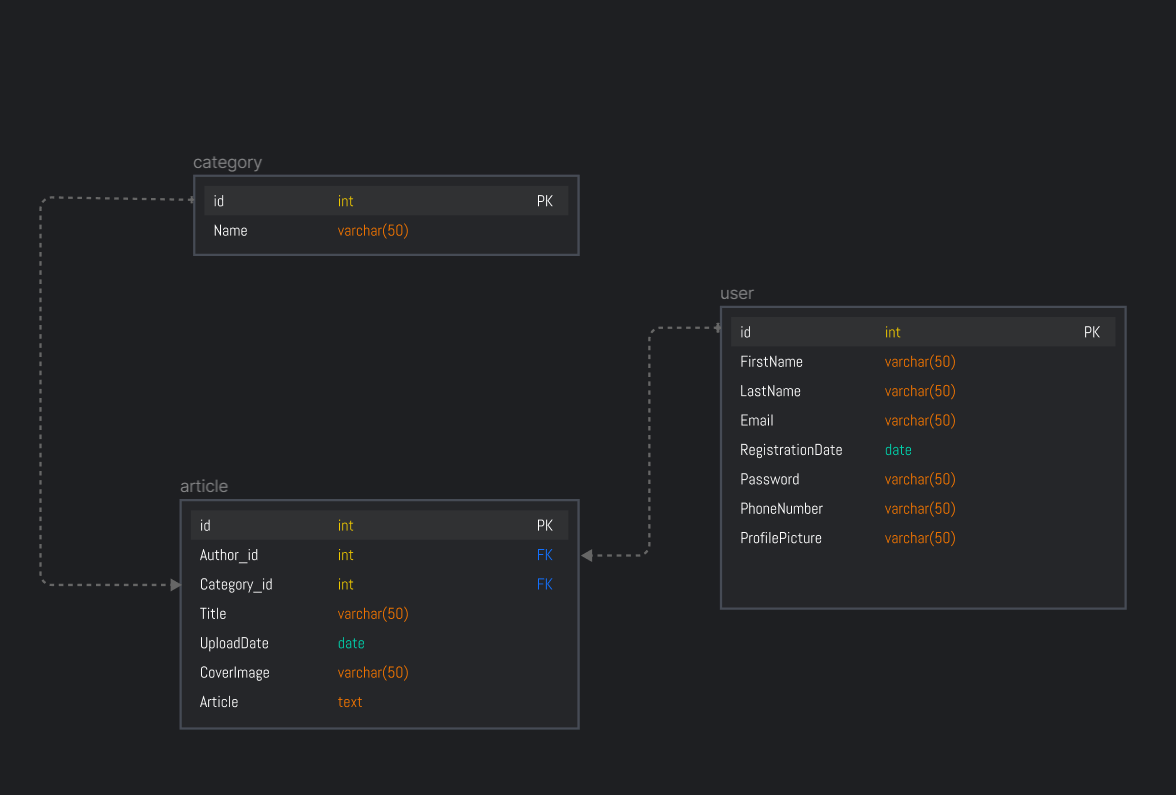 category
id int PK
Name varchar(50)
user
id int PK
FirstName varchar(50)
LastName varchar(50)
Email varchar(50)
RegistrationDate date
Password varchar(50)
PhoneNumber varchar(50)
ProfilePicture varchar(50)
article
id int PK
Author_id int FK
Category_id int FK
Title varchar(50)
UploadDate date
CoverImage varchar(50)
Article text